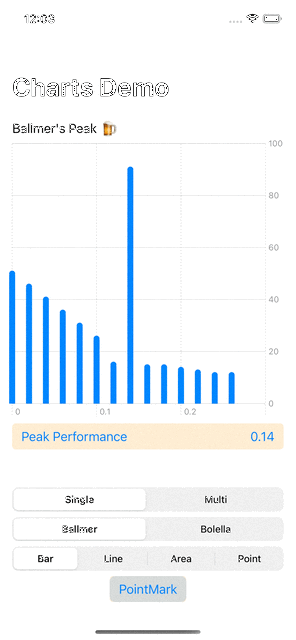 12:03
Charts Demo
Ballmer's Peak 🍺
100
80
60
40
20
0
0 0.1 0.2
Peak Performance 0.14
Single Multi
Ballmer Bolella
Bar Line Area Point
PointMark